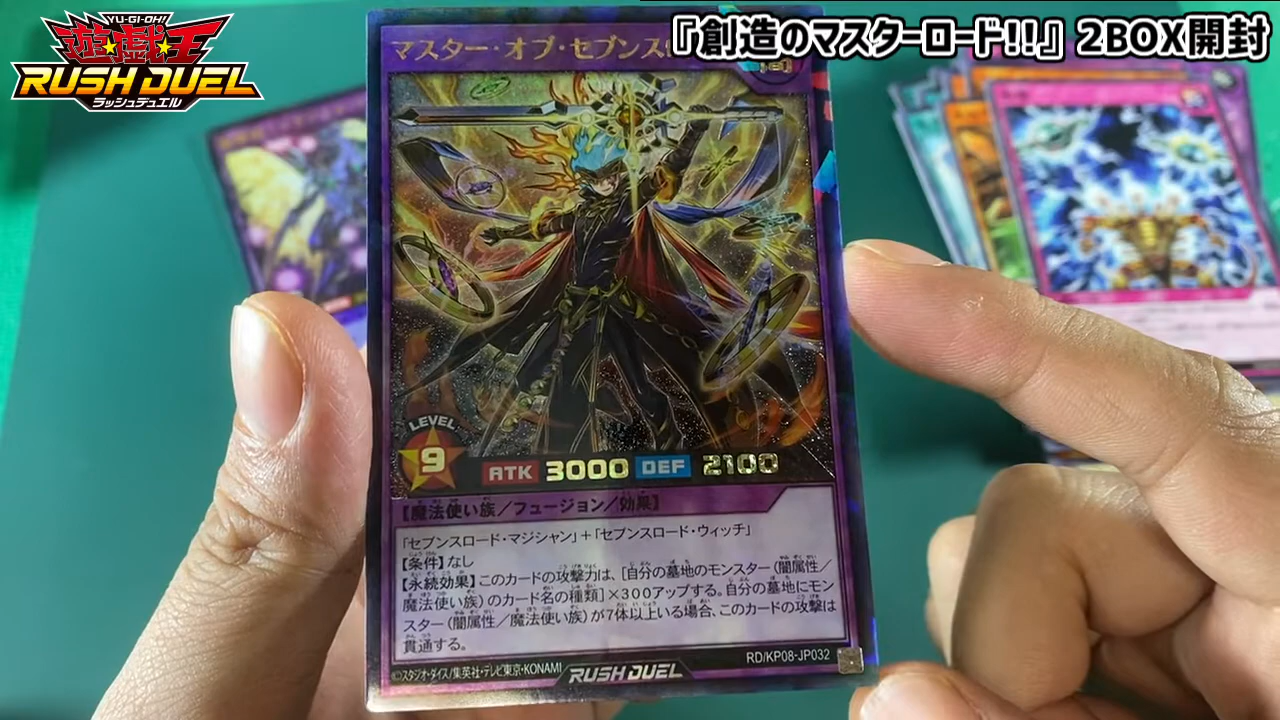 YU-GI-OH!
遊☆戯☆王
RUSH DUEL
ラッシュデュエル
『創造のマスターロード!!』 2BOX開封
マスター・オブ・セブンス
LEVEL
9
ATK 3000 DEF 2100
【魔法使い族／フュージョン／効果】
「セブンスロード・マジシャン」＋「セブンスロード・ウィッチ」
【条件】なし
【永続効果】このカードの攻撃力は、[自分の墓地のモンスター（闇属性／
魔法使い族）のカード名の種類]×300アップする。自分の墓地にモン
スター（闇属性／魔法使い族）が7体以上いる場合、このカードの攻撃は
貫通する。
©スタジオ・ダイス/集英社・テレビ東京・KONAMI RUSH DUEL RD/KP08-JP032